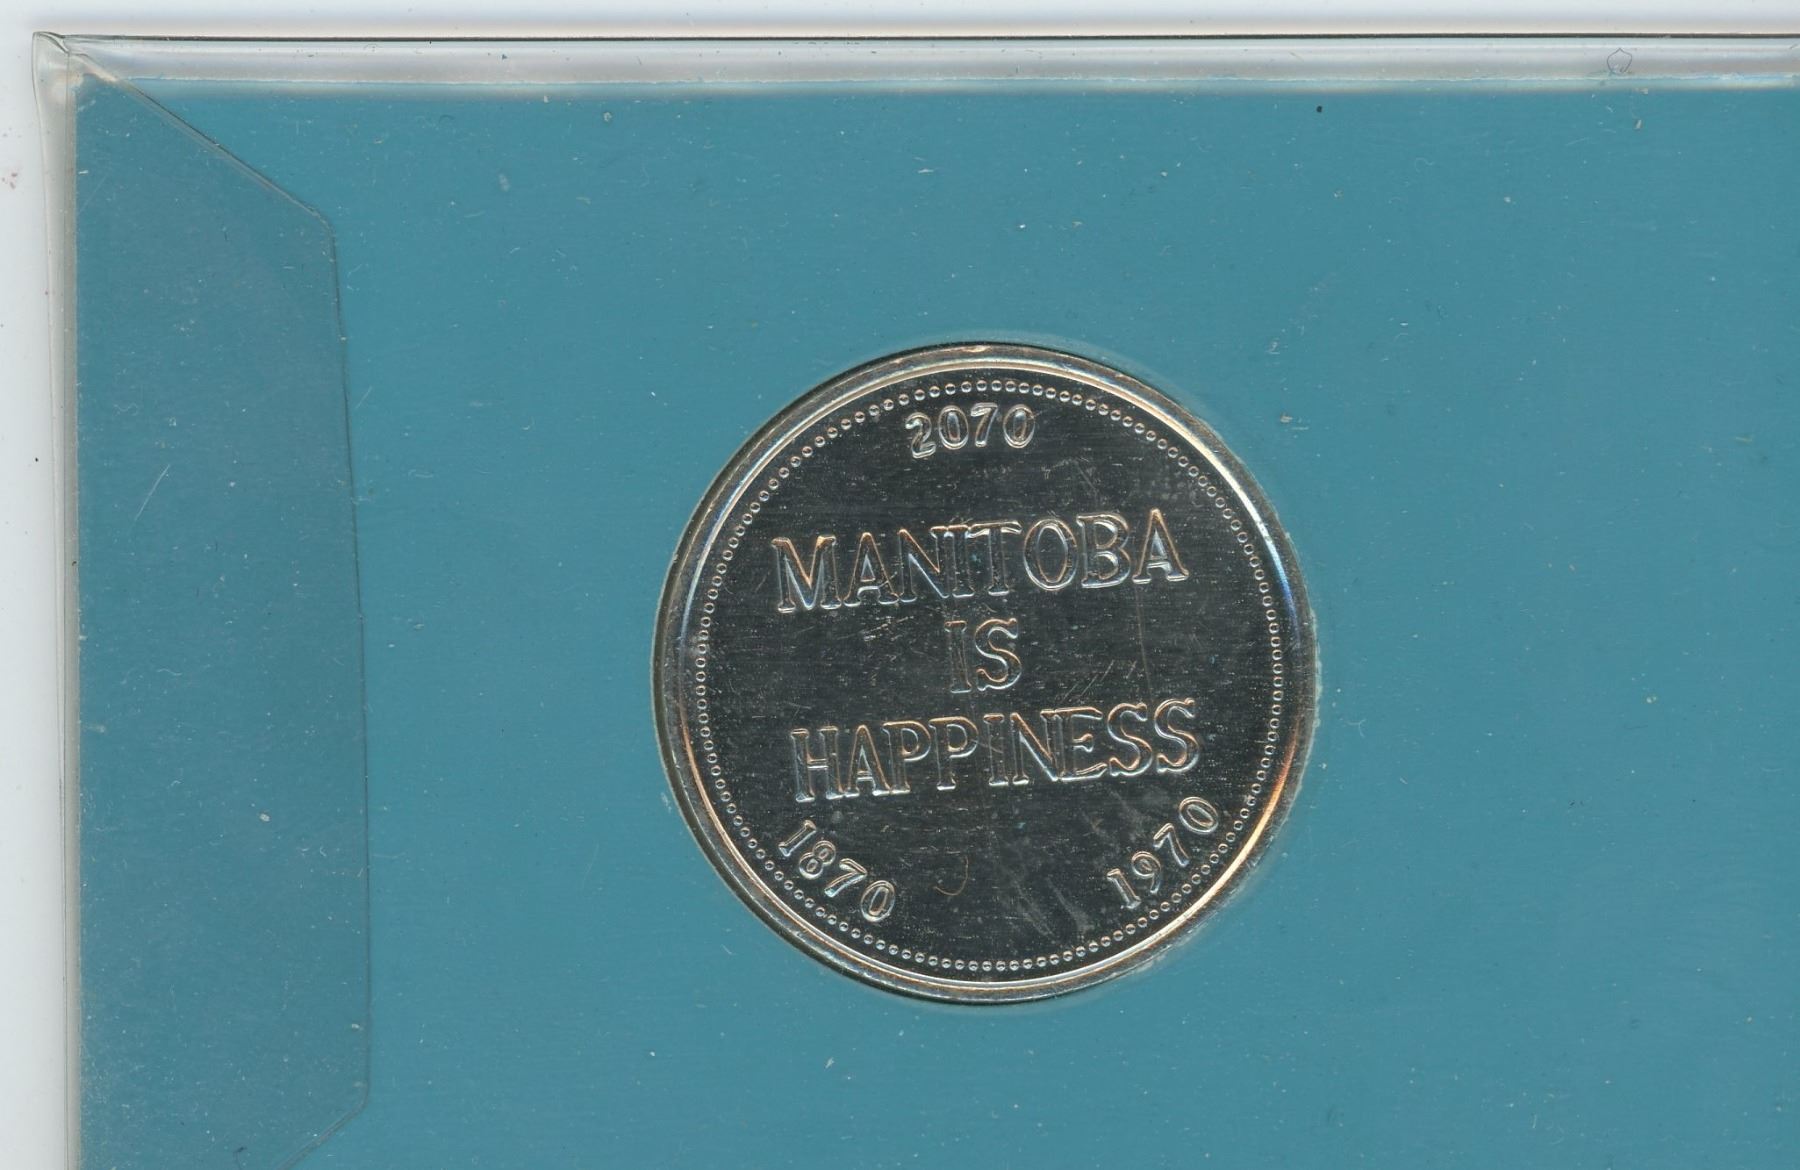 2070
MANITOBA
IS
HAPPINESS
1870
1970